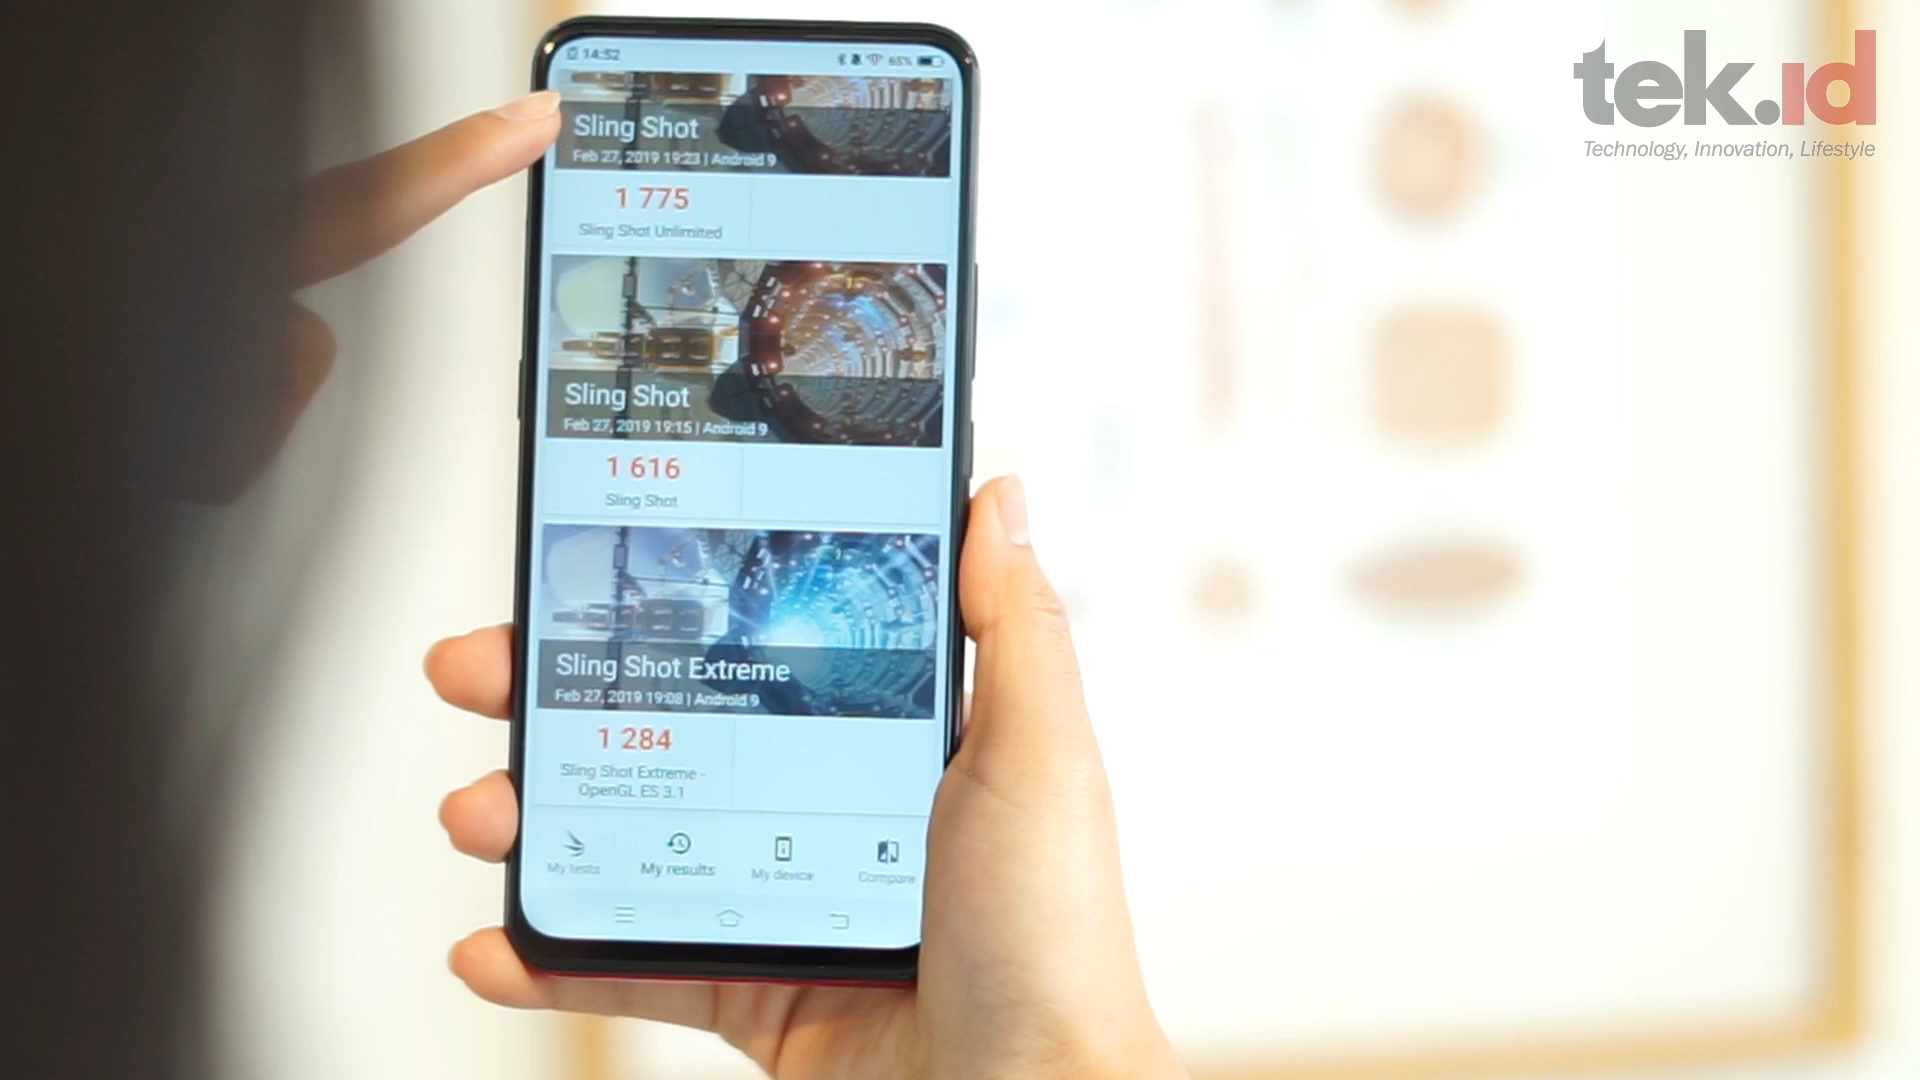 14:52
65%
Sling Shot
Feb 27, 2019 19:23 | Android 9
1 775
Sling Shot Unlimited
Sling Shot
Feb 27, 2019 19:15 | Android 9
1 616
Sling Shot
Sling Shot Extreme
Feb 27, 2019 19:08 | Android 9
1 284
Sling Shot Extreme -
OpenGL ES 3.1
My tests
My results
My device
Compare
tek.id
Technology, Innovation, Lifestyle